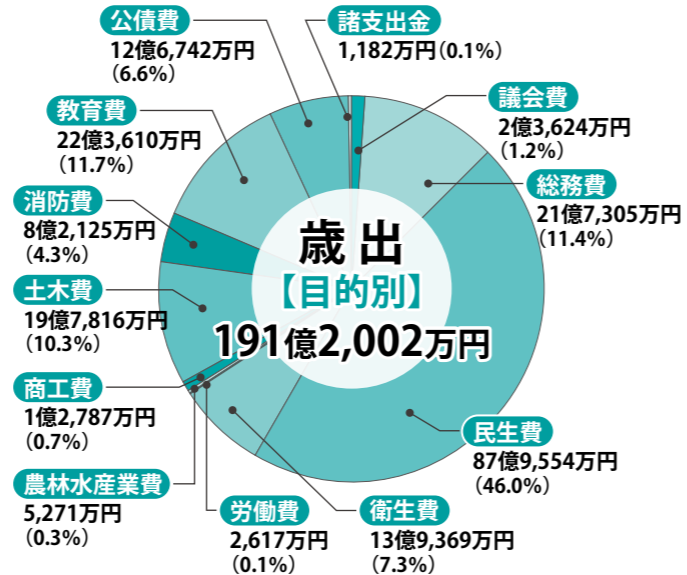 公債費
12億6,742万円
（6.6%）
諸支出金
1,182万円（0.1%）
議会費
2億3,624万円
（1.2%）
総務費
21億7,305万円
（11.4%）
教育費
22億3,610万円
（11.7%）
消防費
8億2,125万円
（4.3%）
土木費
19億7,816万円
（10.3%）
商工費
1億2,787万円
（0.7%）
農林水産業費
5,271万円
（0.3%）
労働費
2,617万円
（0.1%）
衛生費
13億9,369万円
（7.3%）
民生費
87億9,554万円
（46.0%）
歳出
【目的別】
191億2,002万円